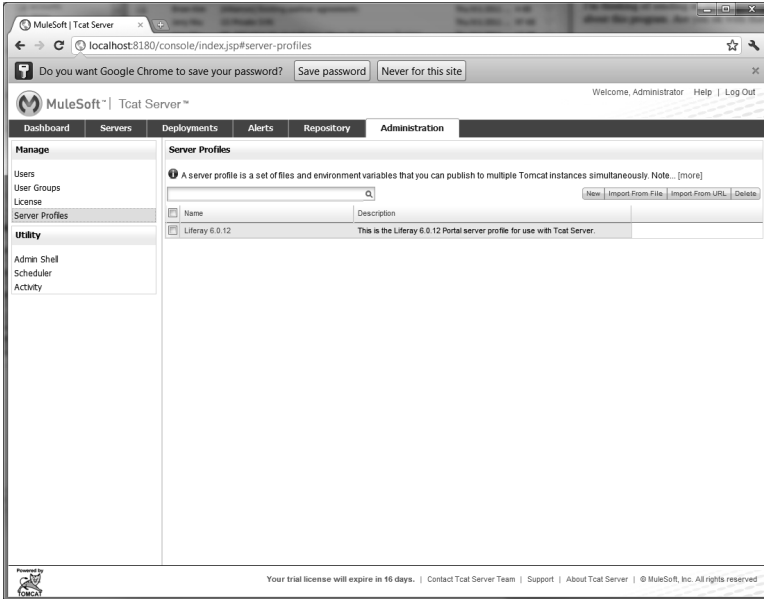 MuleSoft | Tcat Server
localhost:8180/console/index.jsp#server-profiles
Do you want Google Chrome to save your password? Save password Never for this site
Welcome, Administrator Help | Log Out
MuleSoft™ | Tcat Server™
Dashboard Servers Deployments Alerts Repository Administration
Manage
Users
User Groups
License
Server Profiles
Utility
Admin Shell
Scheduler
Activity
Server Profiles
A server profile is a set of files and environment variables that you can publish to multiple Tomcat instances simultaneously. Note... [more]
New Import From File Import From URL Delete
Name Description
Liferay 6.0.12 This is the Liferay 6.0.12 Portal server profile for use with Tcat Server.
Powered by
TOMCAT
Your trial license will expire in 16 days. | Contact Tcat Server Team | Support | About Tcat Server | © MuleSoft, Inc. All rights reserved